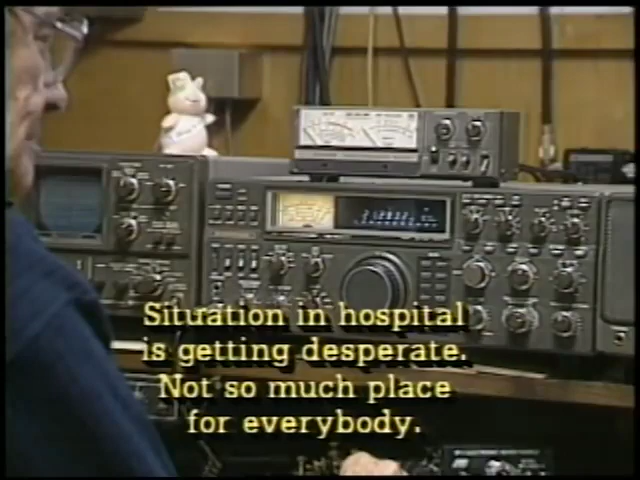 Situation in hospital
is getting desperate.
Not so much place
for everybody.